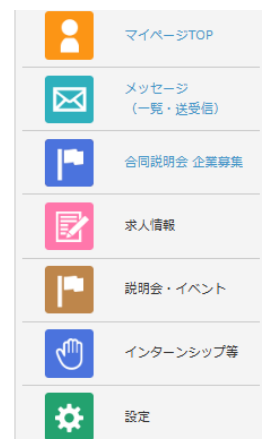 マイページTOP
メッセージ
（一覧・送受信）
合同説明会 企業募集
求人情報
説明会・イベント
インターンシップ等
設定